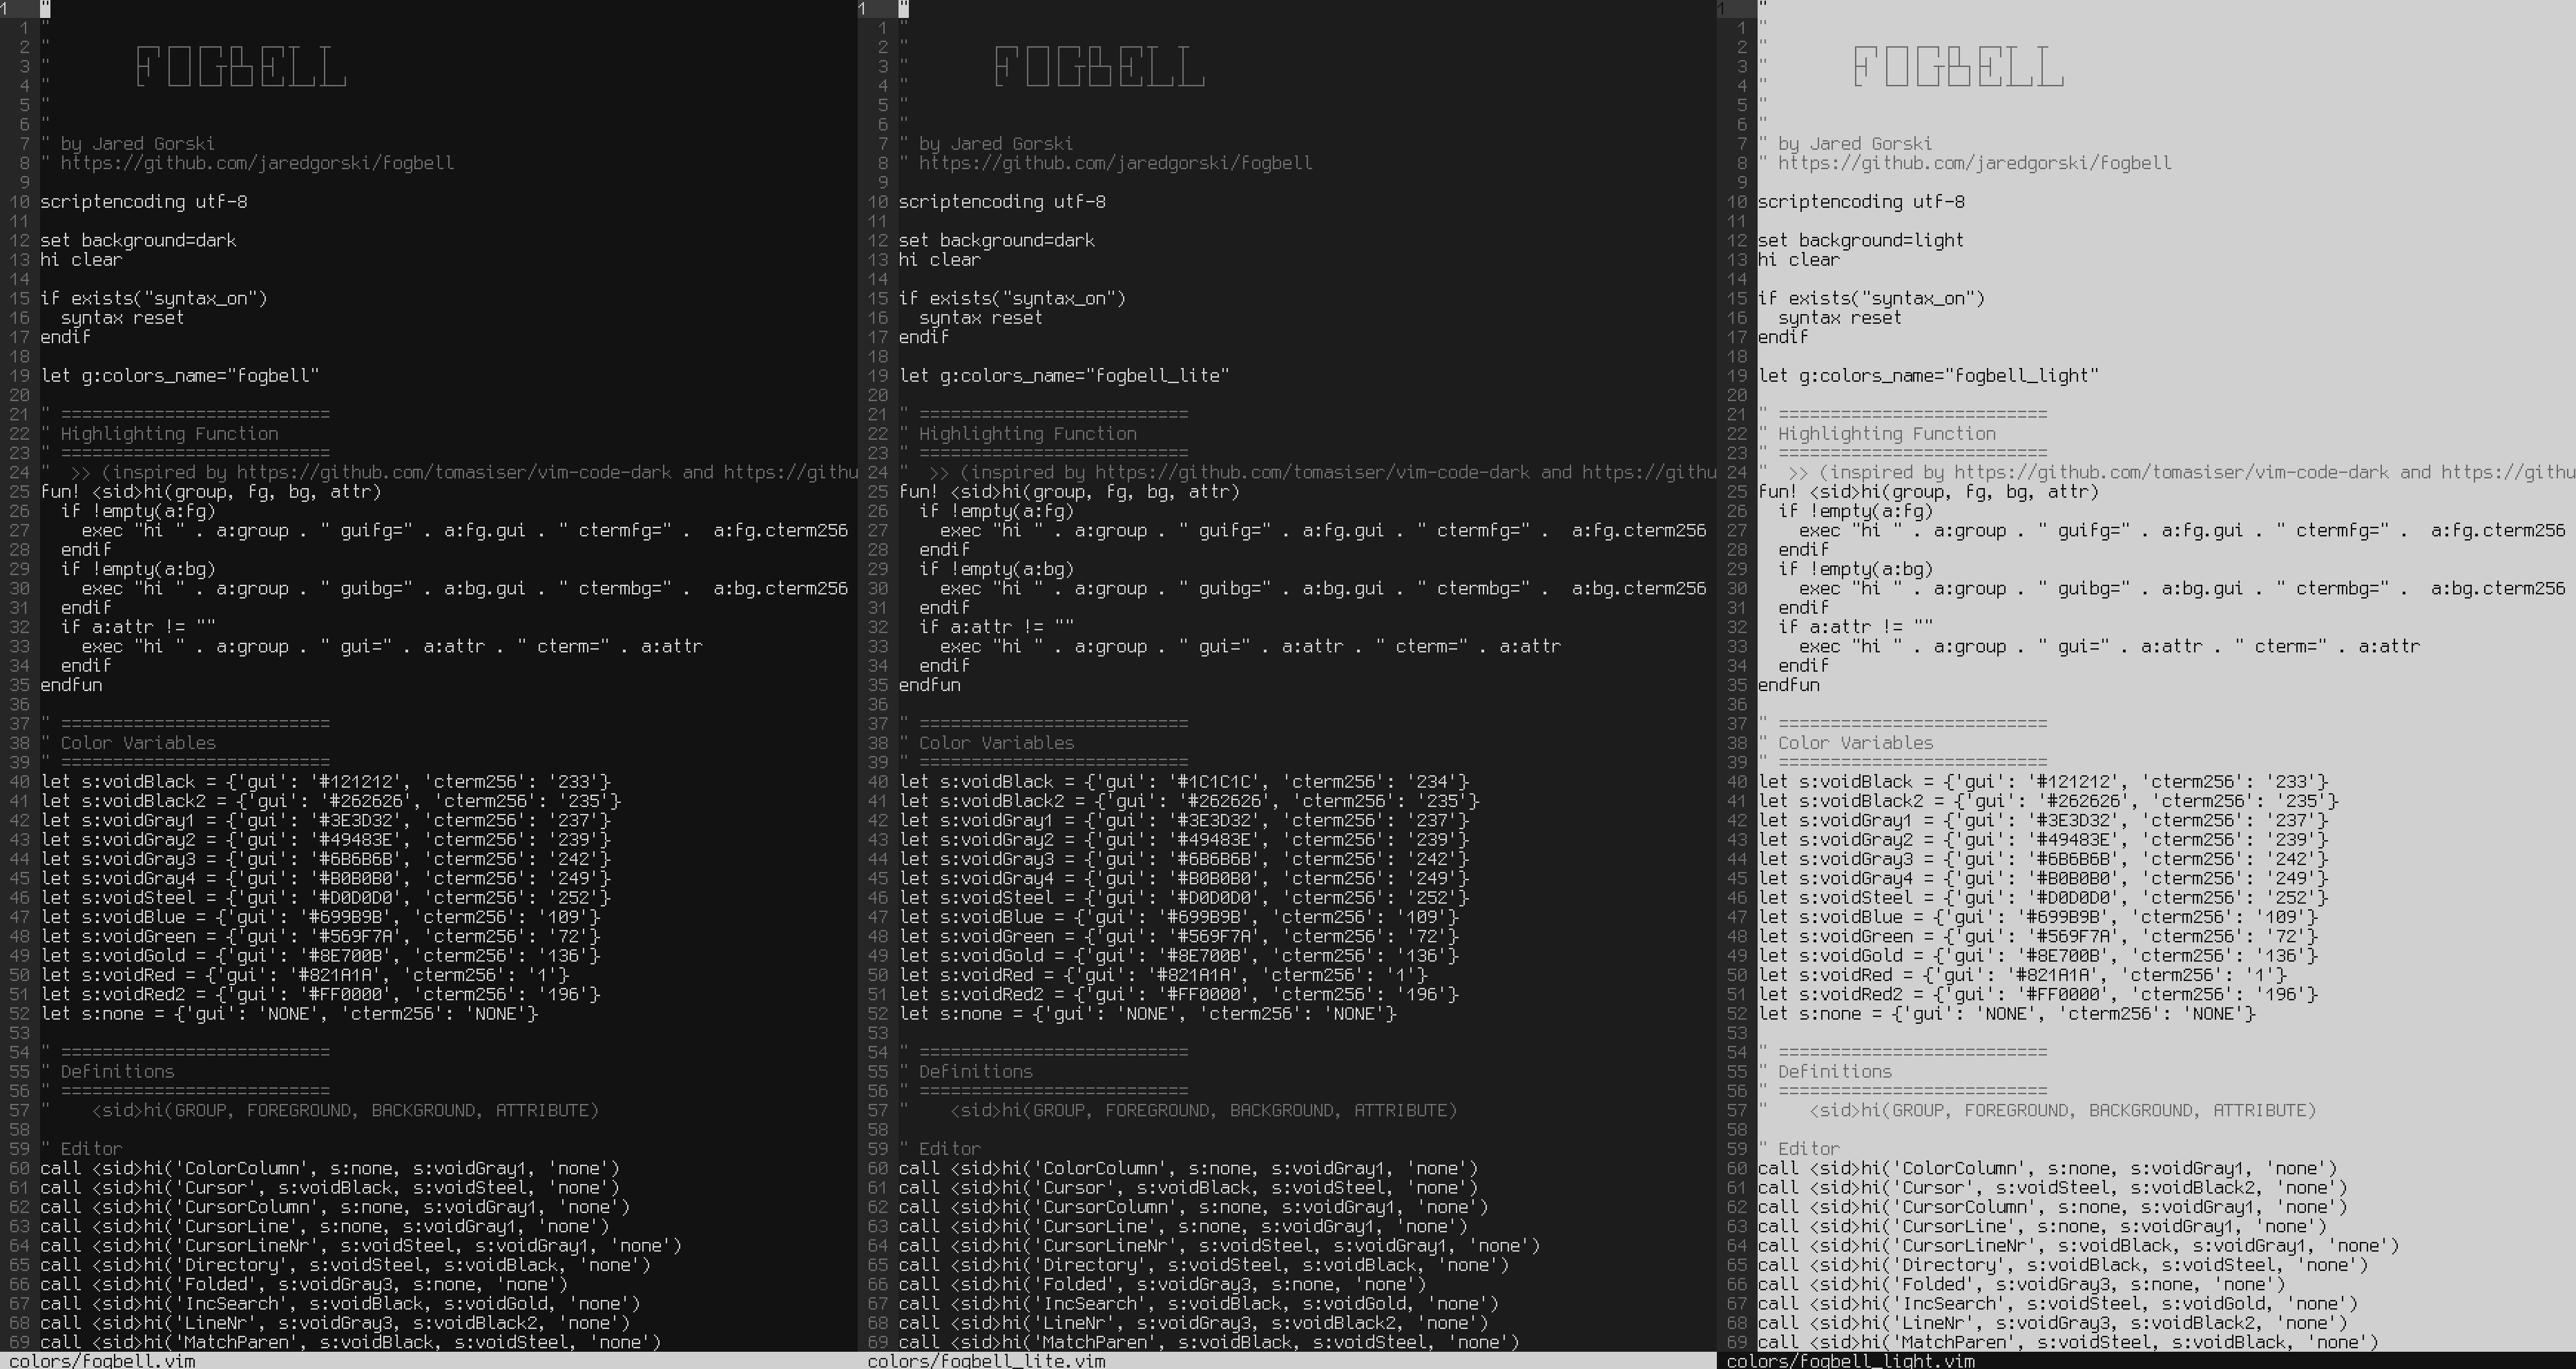 1 "
1 "
2 " FOGBELL
3 "
4 "
5 "
6 "
7 " by Jared Gorski
8 " https://github.com/jaredgorski/fogbell
9
10 scriptencoding utf-8
11
12 set background=dark
13 hi clear
14
15 if exists("syntax_on")
16   syntax reset
17 endif
18
19 let g:colors_name="fogbell"
20
21 " ==========================
22 " Highlighting Function
23 " ==========================
24 "  >> (inspired by https://github.com/tomasiser/vim-code-dark and https://githu
25 fun! <sid>hi(group, fg, bg, attr)
26   if !empty(a:fg)
27     exec "hi " . a:group . " guifg=" . a:fg.gui . " ctermfg=" .  a:fg.cterm256
28   endif
29   if !empty(a:bg)
30     exec "hi " . a:group . " guibg=" . a:bg.gui . " ctermbg=" .  a:bg.cterm256
31   endif
32   if a:attr != ""
33     exec "hi " . a:group . " gui=" . a:attr . " cterm=" . a:attr
34   endif
35 endfun
36
37 " ==========================
38 " Color Variables
39 " ==========================
40 let s:voidBlack = {'gui': '#121212', 'cterm256': '233'}
41 let s:voidBlack2 = {'gui': '#262626', 'cterm256': '235'}
42 let s:voidGray1 = {'gui': '#3E3D32', 'cterm256': '237'}
43 let s:voidGray2 = {'gui': '#49483E', 'cterm256': '239'}
44 let s:voidGray3 = {'gui': '#6B6B6B', 'cterm256': '242'}
45 let s:voidGray4 = {'gui': '#B0B0B0', 'cterm256': '249'}
46 let s:voidSteel = {'gui': '#D0D0D0', 'cterm256': '252'}
47 let s:voidBlue = {'gui': '#699B9B', 'cterm256': '109'}
48 let s:voidGreen = {'gui': '#569F7A', 'cterm256': '72'}
49 let s:voidGold = {'gui': '#8E700B', 'cterm256': '136'}
50 let s:voidRed = {'gui': '#821A1A', 'cterm256': '1'}
51 let s:voidRed2 = {'gui': '#FF0000', 'cterm256': '196'}
52 let s:none = {'gui': 'NONE', 'cterm256': 'NONE'}
53
54 " ==========================
55 " Definitions
56 " ==========================
57 "    <sid>hi(GROUP, FOREGROUND, BACKGROUND, ATTRIBUTE)
58
59 " Editor
60 call <sid>hi('ColorColumn', s:none, s:voidGray1, 'none')
61 call <sid>hi('Cursor', s:voidBlack, s:voidSteel, 'none')
62 call <sid>hi('CursorColumn', s:none, s:voidGray1, 'none')
63 call <sid>hi('CursorLine', s:none, s:voidGray1, 'none')
64 call <sid>hi('CursorLineNr', s:voidSteel, s:voidGray1, 'none')
65 call <sid>hi('Directory', s:voidSteel, s:voidBlack, 'none')
66 call <sid>hi('Folded', s:voidGray3, s:none, 'none')
67 call <sid>hi('IncSearch', s:voidBlack, s:voidGold, 'none')
68 call <sid>hi('LineNr', s:voidGray3, s:voidBlack2, 'none')
69 call <sid>hi('MatchParen', s:voidBlack, s:voidSteel, 'none')
colors/fogbell.vim
1 "
1 "
2 " FOGBELL
3 "
4 "
5 "
6 "
7 " by Jared Gorski
8 " https://github.com/jaredgorski/fogbell
9
10 scriptencoding utf-8
11
12 set background=dark
13 hi clear
14
15 if exists("syntax_on")
16   syntax reset
17 endif
18
19 let g:colors_name="fogbell_lite"
20
21 " ==========================
22 " Highlighting Function
23 " ==========================
24 "  >> (inspired by https://github.com/tomasiser/vim-code-dark and https://githu
25 fun! <sid>hi(group, fg, bg, attr)
26   if !empty(a:fg)
27     exec "hi " . a:group . " guifg=" . a:fg.gui . " ctermfg=" .  a:fg.cterm256
28   endif
29   if !empty(a:bg)
30     exec "hi " . a:group . " guibg=" . a:bg.gui . " ctermbg=" .  a:bg.cterm256
31   endif
32   if a:attr != ""
33     exec "hi " . a:group . " gui=" . a:attr . " cterm=" . a:attr
34   endif
35 endfun
36
37 " ==========================
38 " Color Variables
39 " ==========================
40 let s:voidBlack = {'gui': '#1C1C1C', 'cterm256': '234'}
41 let s:voidBlack2 = {'gui': '#262626', 'cterm256': '235'}
42 let s:voidGray1 = {'gui': '#3E3D32', 'cterm256': '237'}
43 let s:voidGray2 = {'gui': '#49483E', 'cterm256': '239'}
44 let s:voidGray3 = {'gui': '#6B6B6B', 'cterm256': '242'}
45 let s:voidGray4 = {'gui': '#B0B0B0', 'cterm256': '249'}
46 let s:voidSteel = {'gui': '#D0D0D0', 'cterm256': '252'}
47 let s:voidBlue = {'gui': '#699B9B', 'cterm256': '109'}
48 let s:voidGreen = {'gui': '#569F7A', 'cterm256': '72'}
49 let s:voidGold = {'gui': '#8E700B', 'cterm256': '136'}
50 let s:voidRed = {'gui': '#821A1A', 'cterm256': '1'}
51 let s:voidRed2 = {'gui': '#FF0000', 'cterm256': '196'}
52 let s:none = {'gui': 'NONE', 'cterm256': 'NONE'}
53
54 " ==========================
55 " Definitions
56 " ==========================
57 "    <sid>hi(GROUP, FOREGROUND, BACKGROUND, ATTRIBUTE)
58
59 " Editor
60 call <sid>hi('ColorColumn', s:none, s:voidGray1, 'none')
61 call <sid>hi('Cursor', s:voidBlack, s:voidSteel, 'none')
62 call <sid>hi('CursorColumn', s:none, s:voidGray1, 'none')
63 call <sid>hi('CursorLine', s:none, s:voidGray1, 'none')
64 call <sid>hi('CursorLineNr', s:voidSteel, s:voidGray1, 'none')
65 call <sid>hi('Directory', s:voidSteel, s:voidBlack, 'none')
66 call <sid>hi('Folded', s:voidGray3, s:none, 'none')
67 call <sid>hi('IncSearch', s:voidBlack, s:voidGold, 'none')
68 call <sid>hi('LineNr', s:voidGray3, s:voidBlack2, 'none')
69 call <sid>hi('MatchParen', s:voidBlack, s:voidSteel, 'none')
colors/fogbell_lite.vim
1 "
1 "
2 " FOGBELL
3 "
4 "
5 "
6 "
7 " by Jared Gorski
8 " https://github.com/jaredgorski/fogbell
9
10 scriptencoding utf-8
11
12 set background=light
13 hi clear
14
15 if exists("syntax_on")
16   syntax reset
17 endif
18
19 let g:colors_name="fogbell_light"
20
21 " ==========================
22 " Highlighting Function
23 " ==========================
24 "  >> (inspired by https://github.com/tomasiser/vim-code-dark and https://githu
25 fun! <sid>hi(group, fg, bg, attr)
26   if !empty(a:fg)
27     exec "hi " . a:group . " guifg=" . a:fg.gui . " ctermfg=" .  a:fg.cterm256
28   endif
29   if !empty(a:bg)
30     exec "hi " . a:group . " guibg=" . a:bg.gui . " ctermbg=" .  a:bg.cterm256
31   endif
32   if a:attr != ""
33     exec "hi " . a:group . " gui=" . a:attr . " cterm=" . a:attr
34   endif
35 endfun
36
37 " ==========================
38 " Color Variables
39 " ==========================
40 let s:voidBlack = {'gui': '#121212', 'cterm256': '233'}
41 let s:voidBlack2 = {'gui': '#262626', 'cterm256': '235'}
42 let s:voidGray1 = {'gui': '#3E3D32', 'cterm256': '237'}
43 let s:voidGray2 = {'gui': '#49483E', 'cterm256': '239'}
44 let s:voidGray3 = {'gui': '#6B6B6B', 'cterm256': '242'}
45 let s:voidGray4 = {'gui': '#B0B0B0', 'cterm256': '249'}
46 let s:voidSteel = {'gui': '#D0D0D0', 'cterm256': '252'}
47 let s:voidBlue = {'gui': '#699B9B', 'cterm256': '109'}
48 let s:voidGreen = {'gui': '#569F7A', 'cterm256': '72'}
49 let s:voidGold = {'gui': '#8E700B', 'cterm256': '136'}
50 let s:voidRed = {'gui': '#821A1A', 'cterm256': '1'}
51 let s:voidRed2 = {'gui': '#FF0000', 'cterm256': '196'}
52 let s:none = {'gui': 'NONE', 'cterm256': 'NONE'}
53
54 " ==========================
55 " Definitions
56 " ==========================
57 "    <sid>hi(GROUP, FOREGROUND, BACKGROUND, ATTRIBUTE)
58
59 " Editor
60 call <sid>hi('ColorColumn', s:none, s:voidGray1, 'none')
61 call <sid>hi('Cursor', s:voidSteel, s:voidBlack2, 'none')
62 call <sid>hi('CursorColumn', s:none, s:voidGray1, 'none')
63 call <sid>hi('CursorLine', s:none, s:voidGray1, 'none')
64 call <sid>hi('CursorLineNr', s:voidBlack, s:voidGray1, 'none')
65 call <sid>hi('Directory', s:voidBlack, s:voidSteel, 'none')
66 call <sid>hi('Folded', s:voidGray3, s:none, 'none')
67 call <sid>hi('IncSearch', s:voidSteel, s:voidGold, 'none')
68 call <sid>hi('LineNr', s:voidGray3, s:voidBlack2, 'none')
69 call <sid>hi('MatchParen', s:voidSteel, s:voidBlack, 'none')
colors/fogbell_light.vim